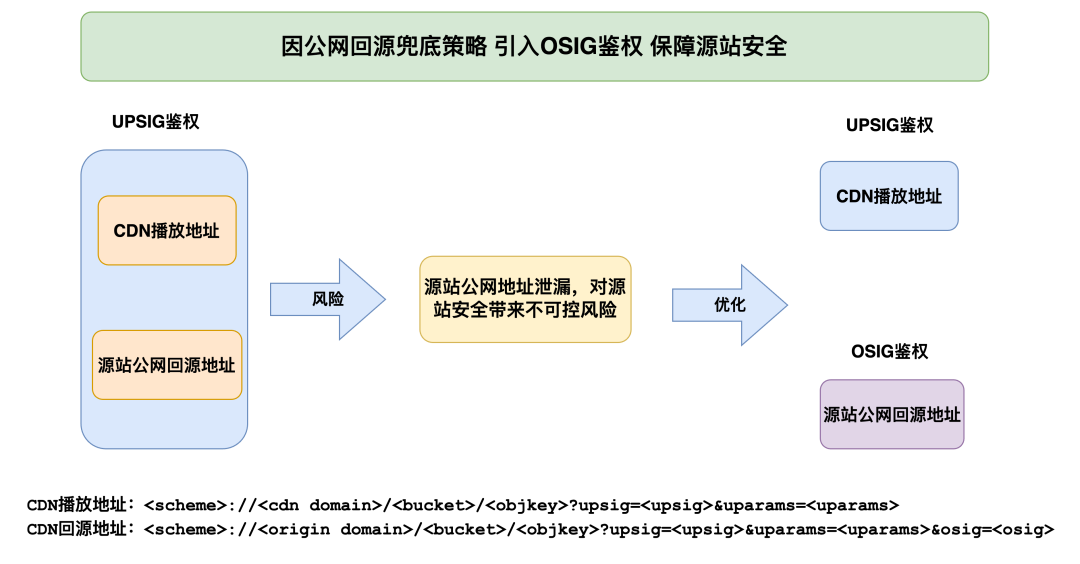 因公网回源兜底策略 引入OSIG鉴权 保障源站安全
UPSIG鉴权
CDN播放地址
源站公网回源地址
风险
源站公网地址泄漏，对源
站安全带来不可控风险
优化
UPSIG鉴权
CDN播放地址
OSIG鉴权
源站公网回源地址
CDN播放地址：<scheme>://<cdn domain>/<bucket>/<objkey>?upsig=<upsig>&uparams=<uparams>
CDN回源地址：<scheme>://<origin domain>/<bucket>/<objkey>?upsig=<upsig>&uparams=<uparams>&osig=<osig>